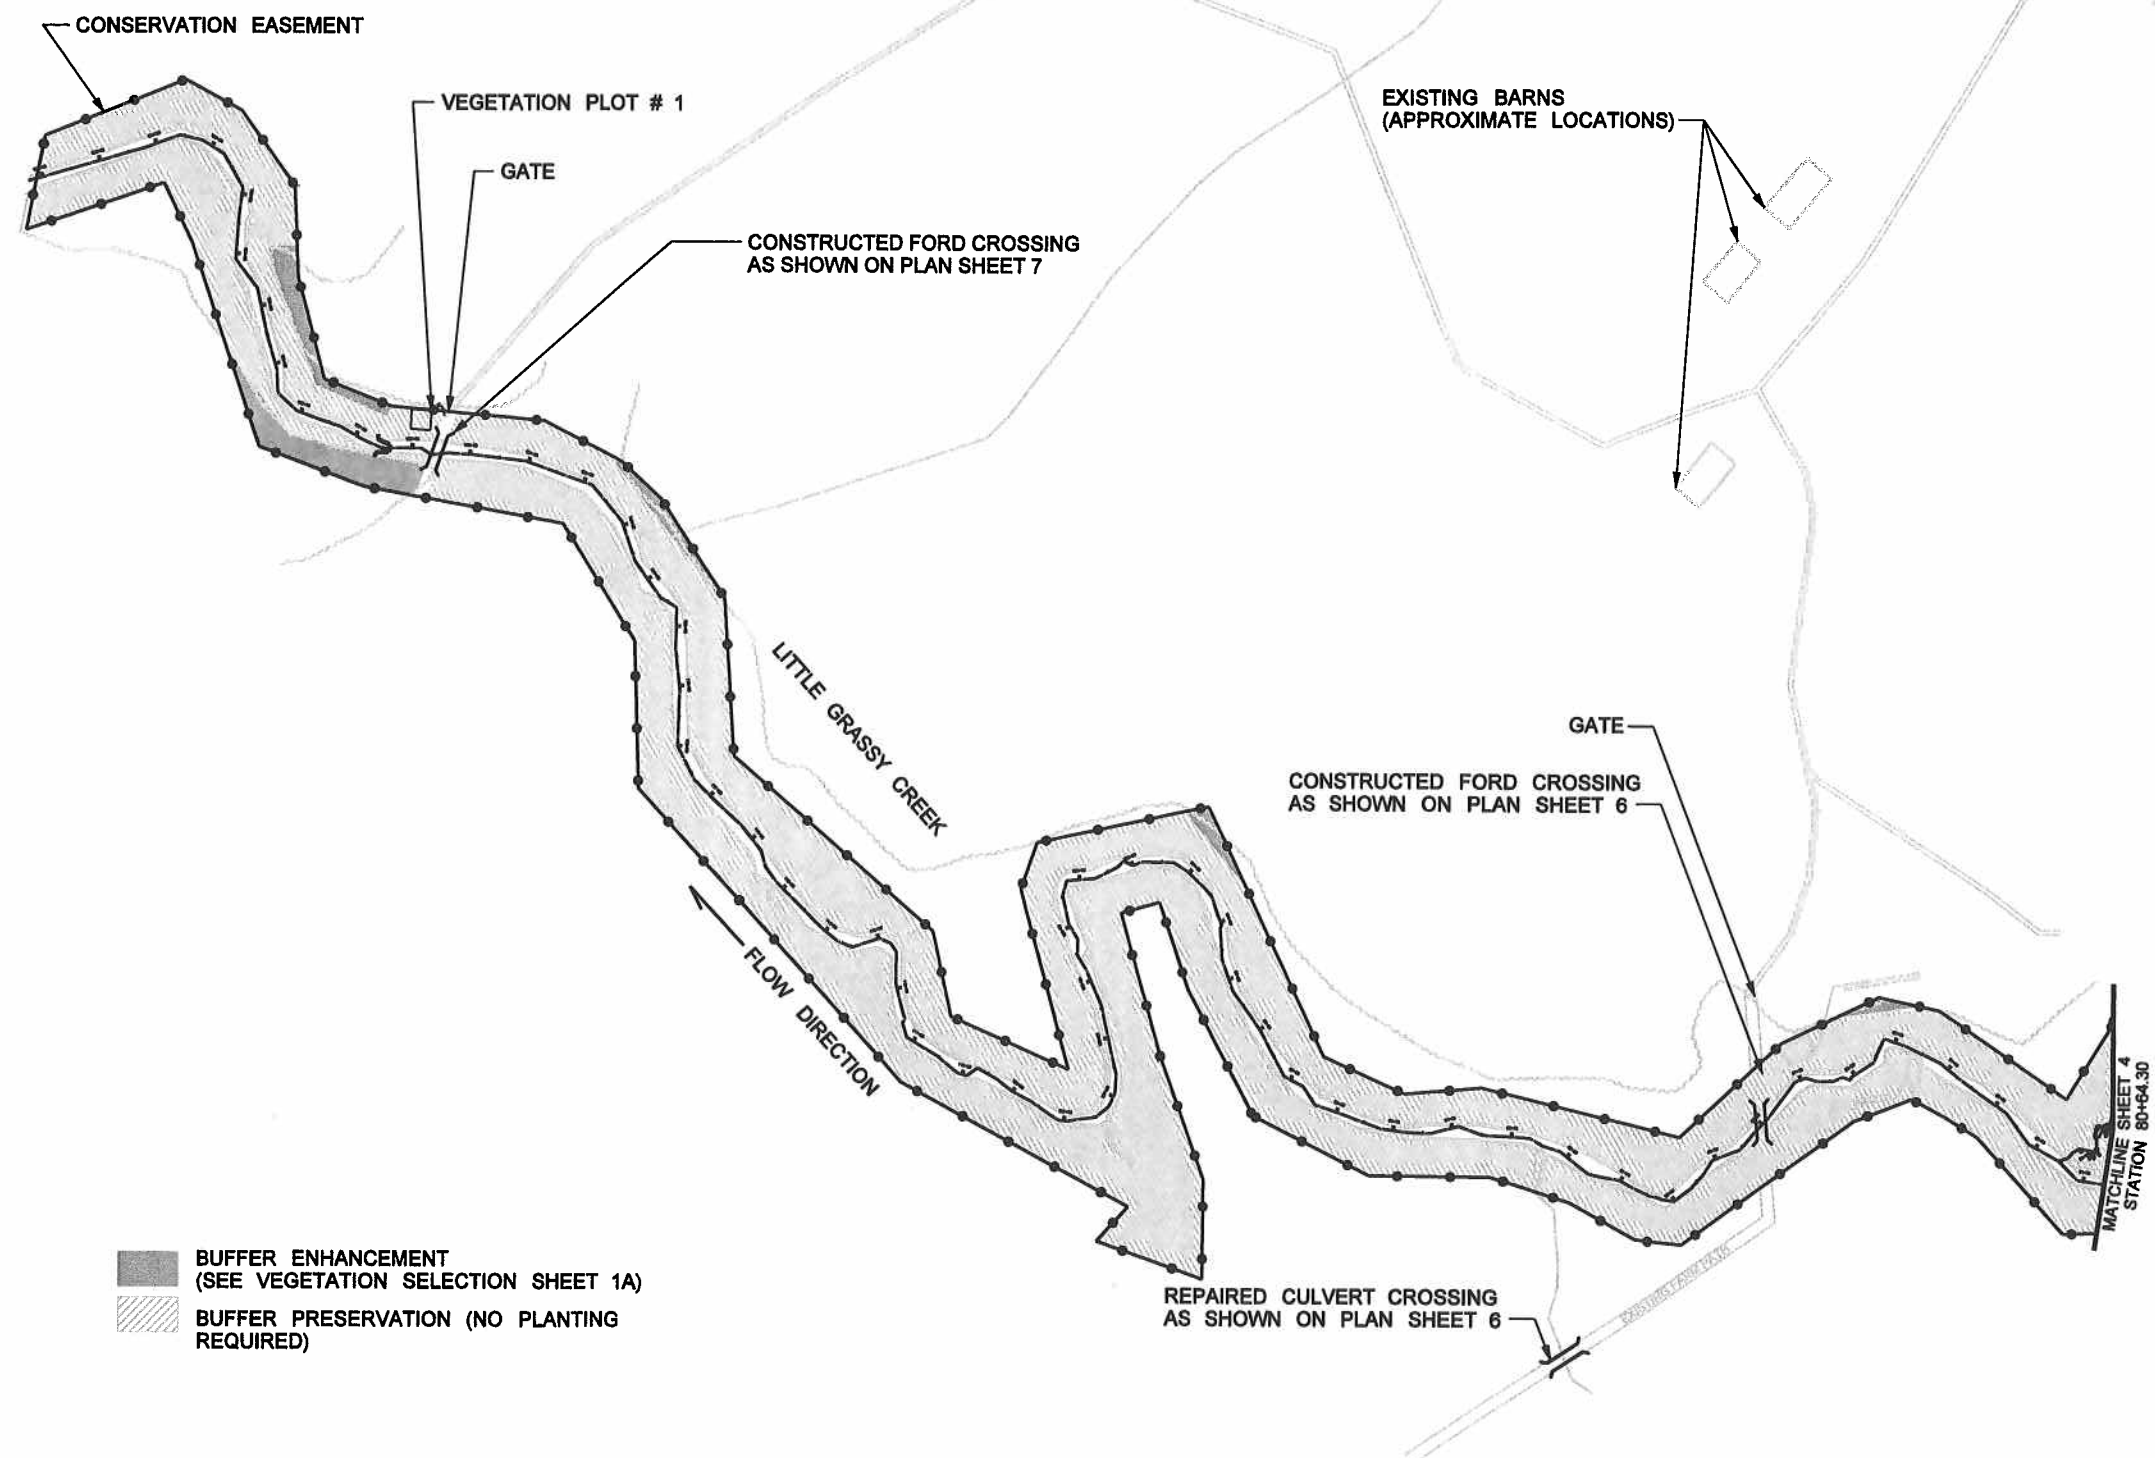 CONSERVATION EASEMENT
VEGETATION PLOT # 1
GATE
CONSTRUCTED FORD CROSSING
AS SHOWN ON PLAN SHEET 7
EXISTING BARNS
(APPROXIMATE LOCATIONS)
LITTLE GRASSY CREEK
FLOW DIRECTION
GATE
CONSTRUCTED FORD CROSSING
AS SHOWN ON PLAN SHEET 6
MATCHLINE SHEET 4
STATION 80+64.30
EXISTING FARM PATH
REPAIRED CULVERT CROSSING
AS SHOWN ON PLAN SHEET 6
BUFFER ENHANCEMENT
(SEE VEGETATION SELECTION SHEET 1A)
BUFFER PRESERVATION (NO PLANTING
REQUIRED)